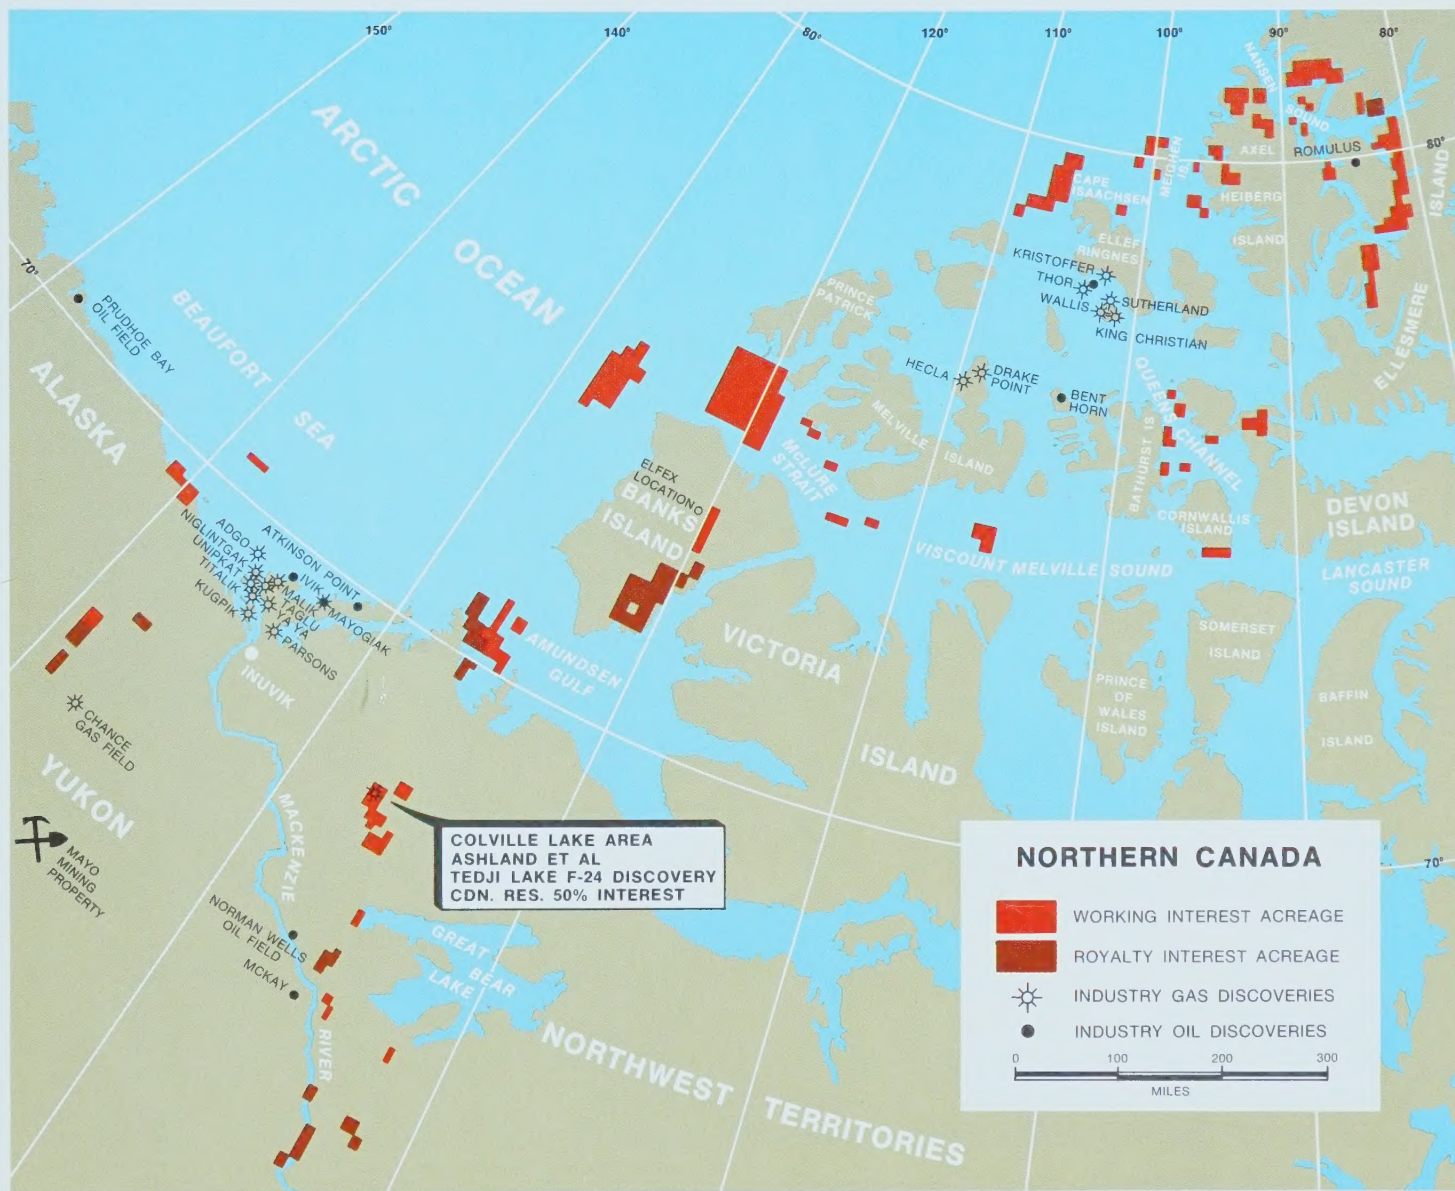 150°
140°
80°
120°
110°
100°
90°
80°
ARCTIC
OCEAN
NANSEN
SOUND
AXEL
HEIBERG
ISLAND
ROMULUS
80°
ELLESMERE
ISLAND
MEIGHEN
IS.
CAPE
ISAACHSEN
ELLEF
RINGNES
KRISTOFFER
THOR
WALLIS
SUTHERLAND
KING CHRISTIAN
70°
PRUDHOE BAY
OIL FIELD
BEAUFORT
SEA
ALASKA
PRINCE
PATRICK
HECLA
DRAKE
POINT
BENT
HORN
MELVILLE
ISLAND
MCLURE
STRAIT
QUEENS CHANNEL
BATHURST IS
CORNWALLIS
ISLAND
DEVON
ISLAND
LANCASTER
SOUND
VISCOUNT MELVILLE SOUND
ELFEX
LOCATION
BANKS
ISLAND
ADGO
NIGLINTGAK
UNIPKAT
TITALIK
KUGPIK
ATKINSON POINT
IVIK
MALIK
TAGLU
YA YA
PARSONS
MAYOGIAK
INUVIK
AMUNDSEN
GULF
VICTORIA
ISLAND
SOMERSET
ISLAND
PRINCE
OF
WALES
ISLAND
BAFFIN
ISLAND
CHANCE
GAS FIELD
YUKON
MAYO
MINING
PROPERTY
MACKENZIE
RIVER
NORMAN WELLS
OIL FIELD
MCKAY
COLVILLE LAKE AREA
ASHLAND ET AL
TEDJI LAKE F-24 DISCOVERY
CDN. RES. 50% INTEREST
GREAT
BEAR
LAKE
NORTHWEST TERRITORIES
70°
NORTHERN CANADA
WORKING INTEREST ACREAGE
ROYALTY INTEREST ACREAGE
INDUSTRY GAS DISCOVERIES
INDUSTRY OIL DISCOVERIES
0 100 200 300
MILES